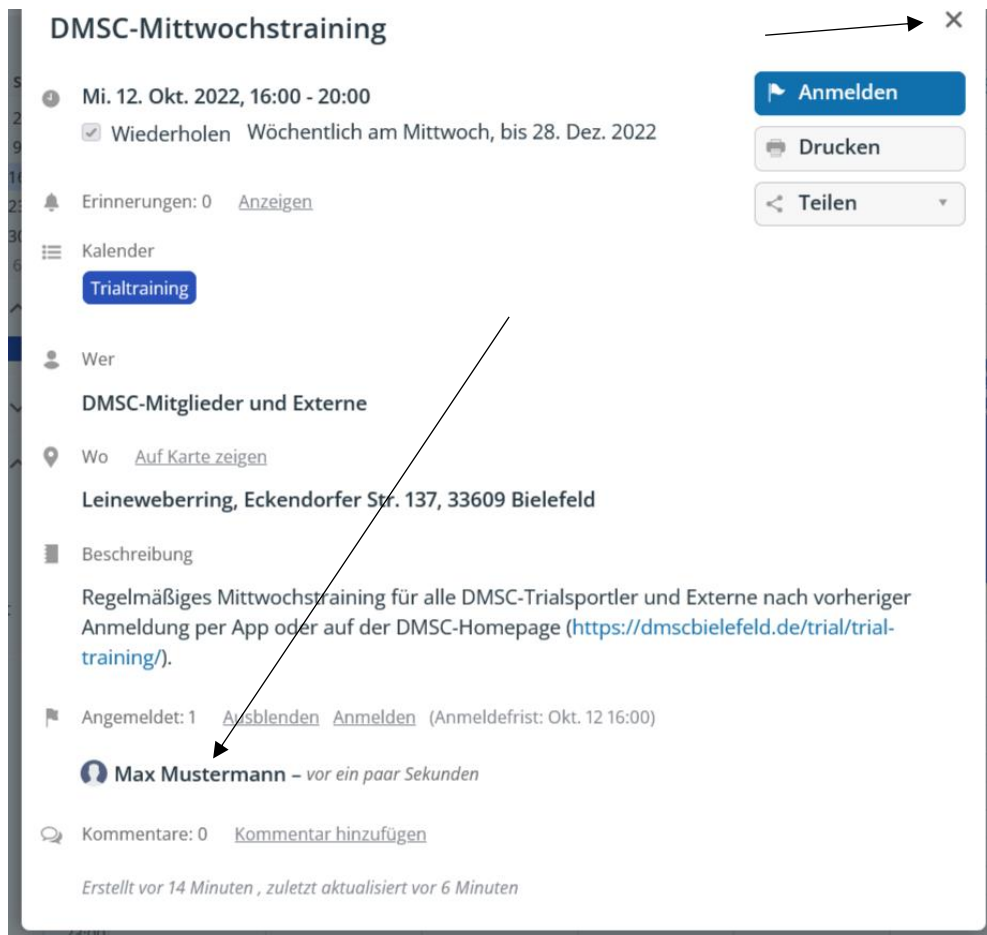 DMSC-Mittwochstraining
Mi. 12. Okt. 2022, 16:00 - 20:00
Anmelden
Wiederholen Wöchentlich am Mittwoch, bis 28. Dez. 2022
Drucken
Erinnerungen: 0 Anzeigen
Teilen
Kalender
Trialtraining
Wer
DMSC-Mitglieder und Externe
Wo Auf Karte zeigen
Leineweberring, Eckendorfer Str. 137, 33609 Bielefeld
Beschreibung
Regelmäßiges Mittwochstraining für alle DMSC-Trialsportler und Externe nach vorheriger
Anmeldung per App oder auf der DMSC-Homepage (https://dmscbielefeld.de/trial/trial-
training/).
Angemeldet: 1 Ausblenden Anmelden (Anmeldefrist: Okt. 12 16:00)
Max Mustermann – vor ein paar Sekunden
Kommentare: 0 Kommentar hinzufügen
Erstellt vor 14 Minuten , zuletzt aktualisiert vor 6 Minuten